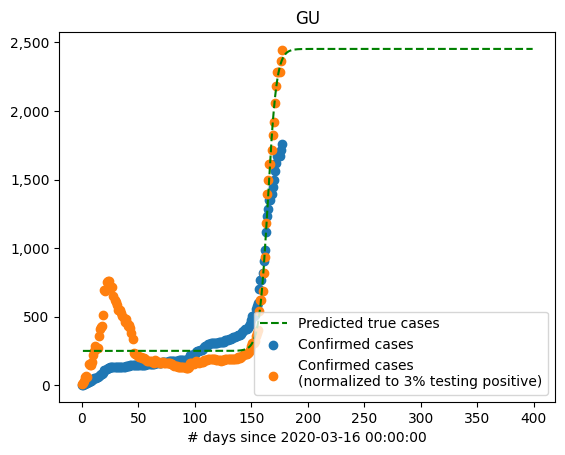 GU
2,500
2,000
1,500
1,000
500
0
Predicted true cases
Confirmed cases
Confirmed cases
(normalized to 3% testing positive)
0 50 100 150 200 250 300 350 400
# days since 2020-03-16 00:00:00